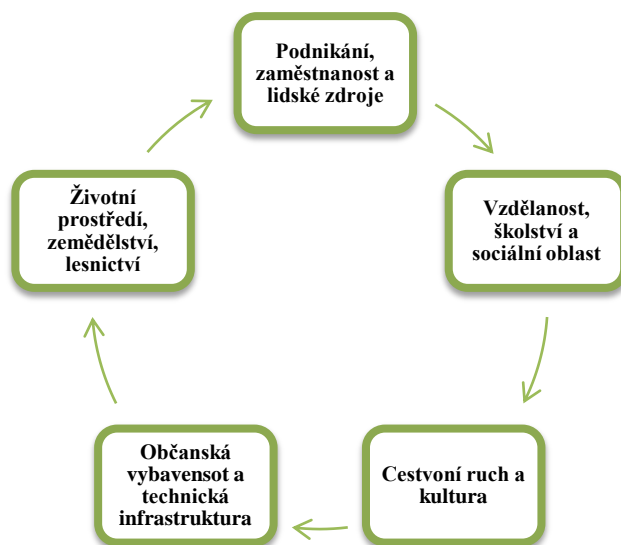 Podnikání,
zaměstnanost a
lidské zdroje
Vzdělanost,
školství a
sociální oblast
Cestvoní ruch a
kultura
Občanská
vybavensot a
technická
infrastruktura
Životní
prostředí,
zemědělství,
lesnictví